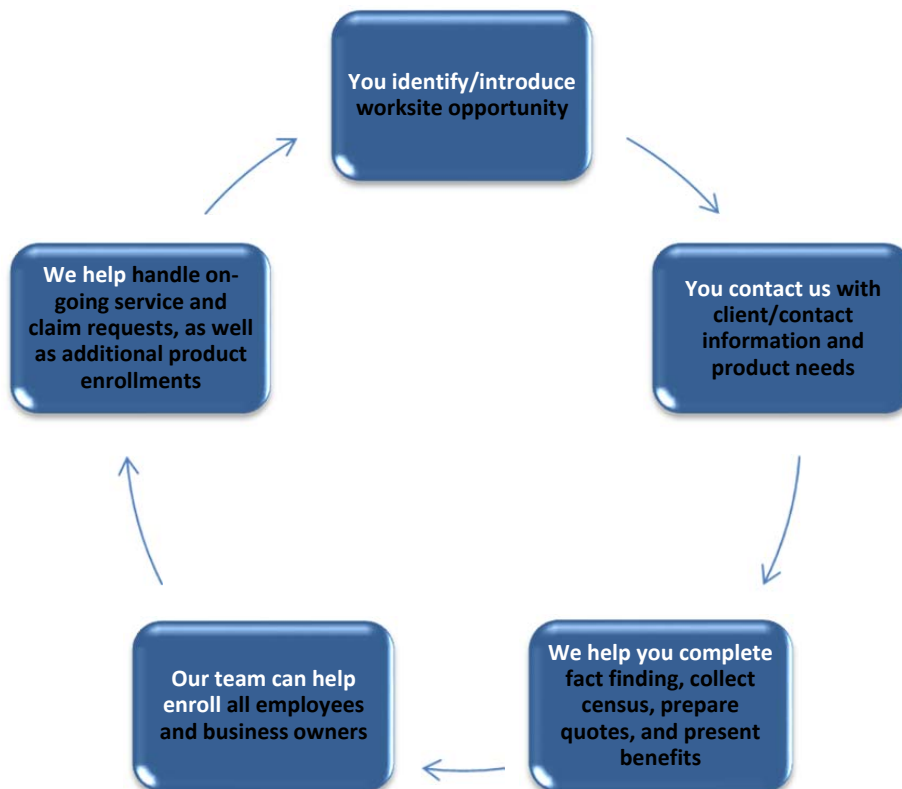 You identify/introduce
worksite opportunity
You contact us with
client/contact
information and
product needs
We help you complete
fact finding, collect
census, prepare
quotes, and present
benefits
Our team can help
enroll all employees
and business owners
We help handle on-
going service and
claim requests, as well
as additional product
enrollments